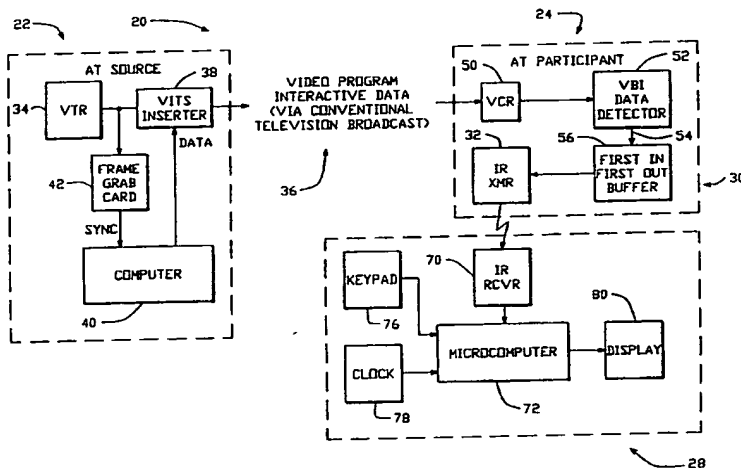 22
20
24
AT SOURCE
38
34
VTR
VITS
INSERTER
DATA
42
FRAME
GRAB
CARD
SYNC
COMPUTER
40
VIDEO PROGRAM
INTERACTIVE DATA
(VIA CONVENTIONAL
TELEVISION BROADCAST)
36
AT PARTICIPANT
50
VCR
52
VBI
DATA
DETECTOR
54
56
FIRST IN
FIRST OUT
BUFFER
32
IR
XMR
30
70
IR
RCVR
KEYPAD
76
CLOCK
78
MICROCOMPUTER
72
80
DISPLAY
28